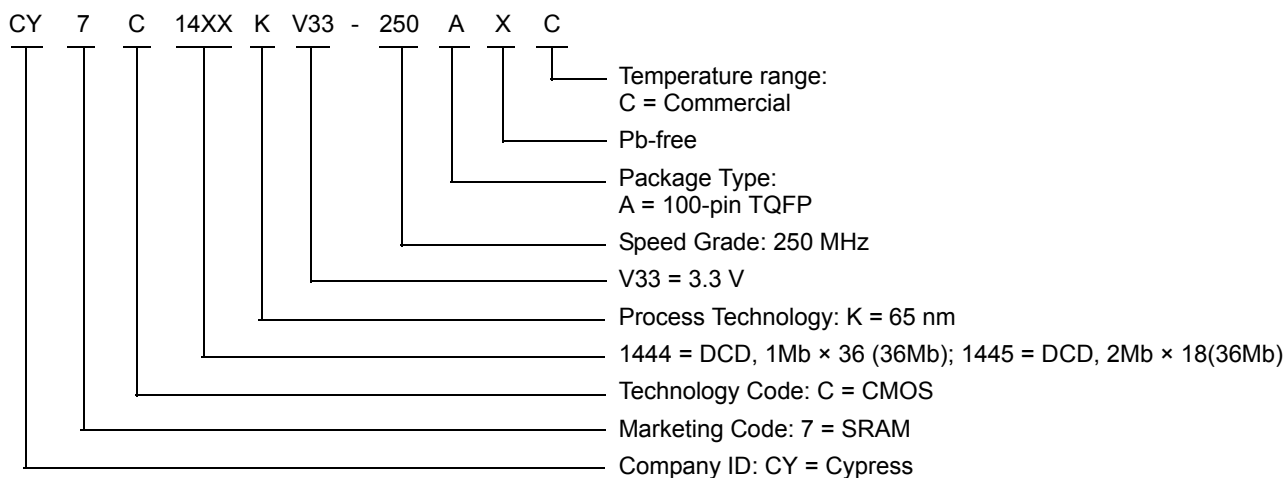 CY 7 C 14XX K V33 - 250 A X C
Temperature range:
C = Commercial
Pb-free
Package Type:
A = 100-pin TQFP
Speed Grade: 250 MHz
V33 = 3.3 V
Process Technology: K = 65 nm
1444 = DCD, 1Mb × 36 (36Mb); 1445 = DCD, 2Mb × 18(36Mb)
Technology Code: C = CMOS
Marketing Code: 7 = SRAM
Company ID: CY = Cypress